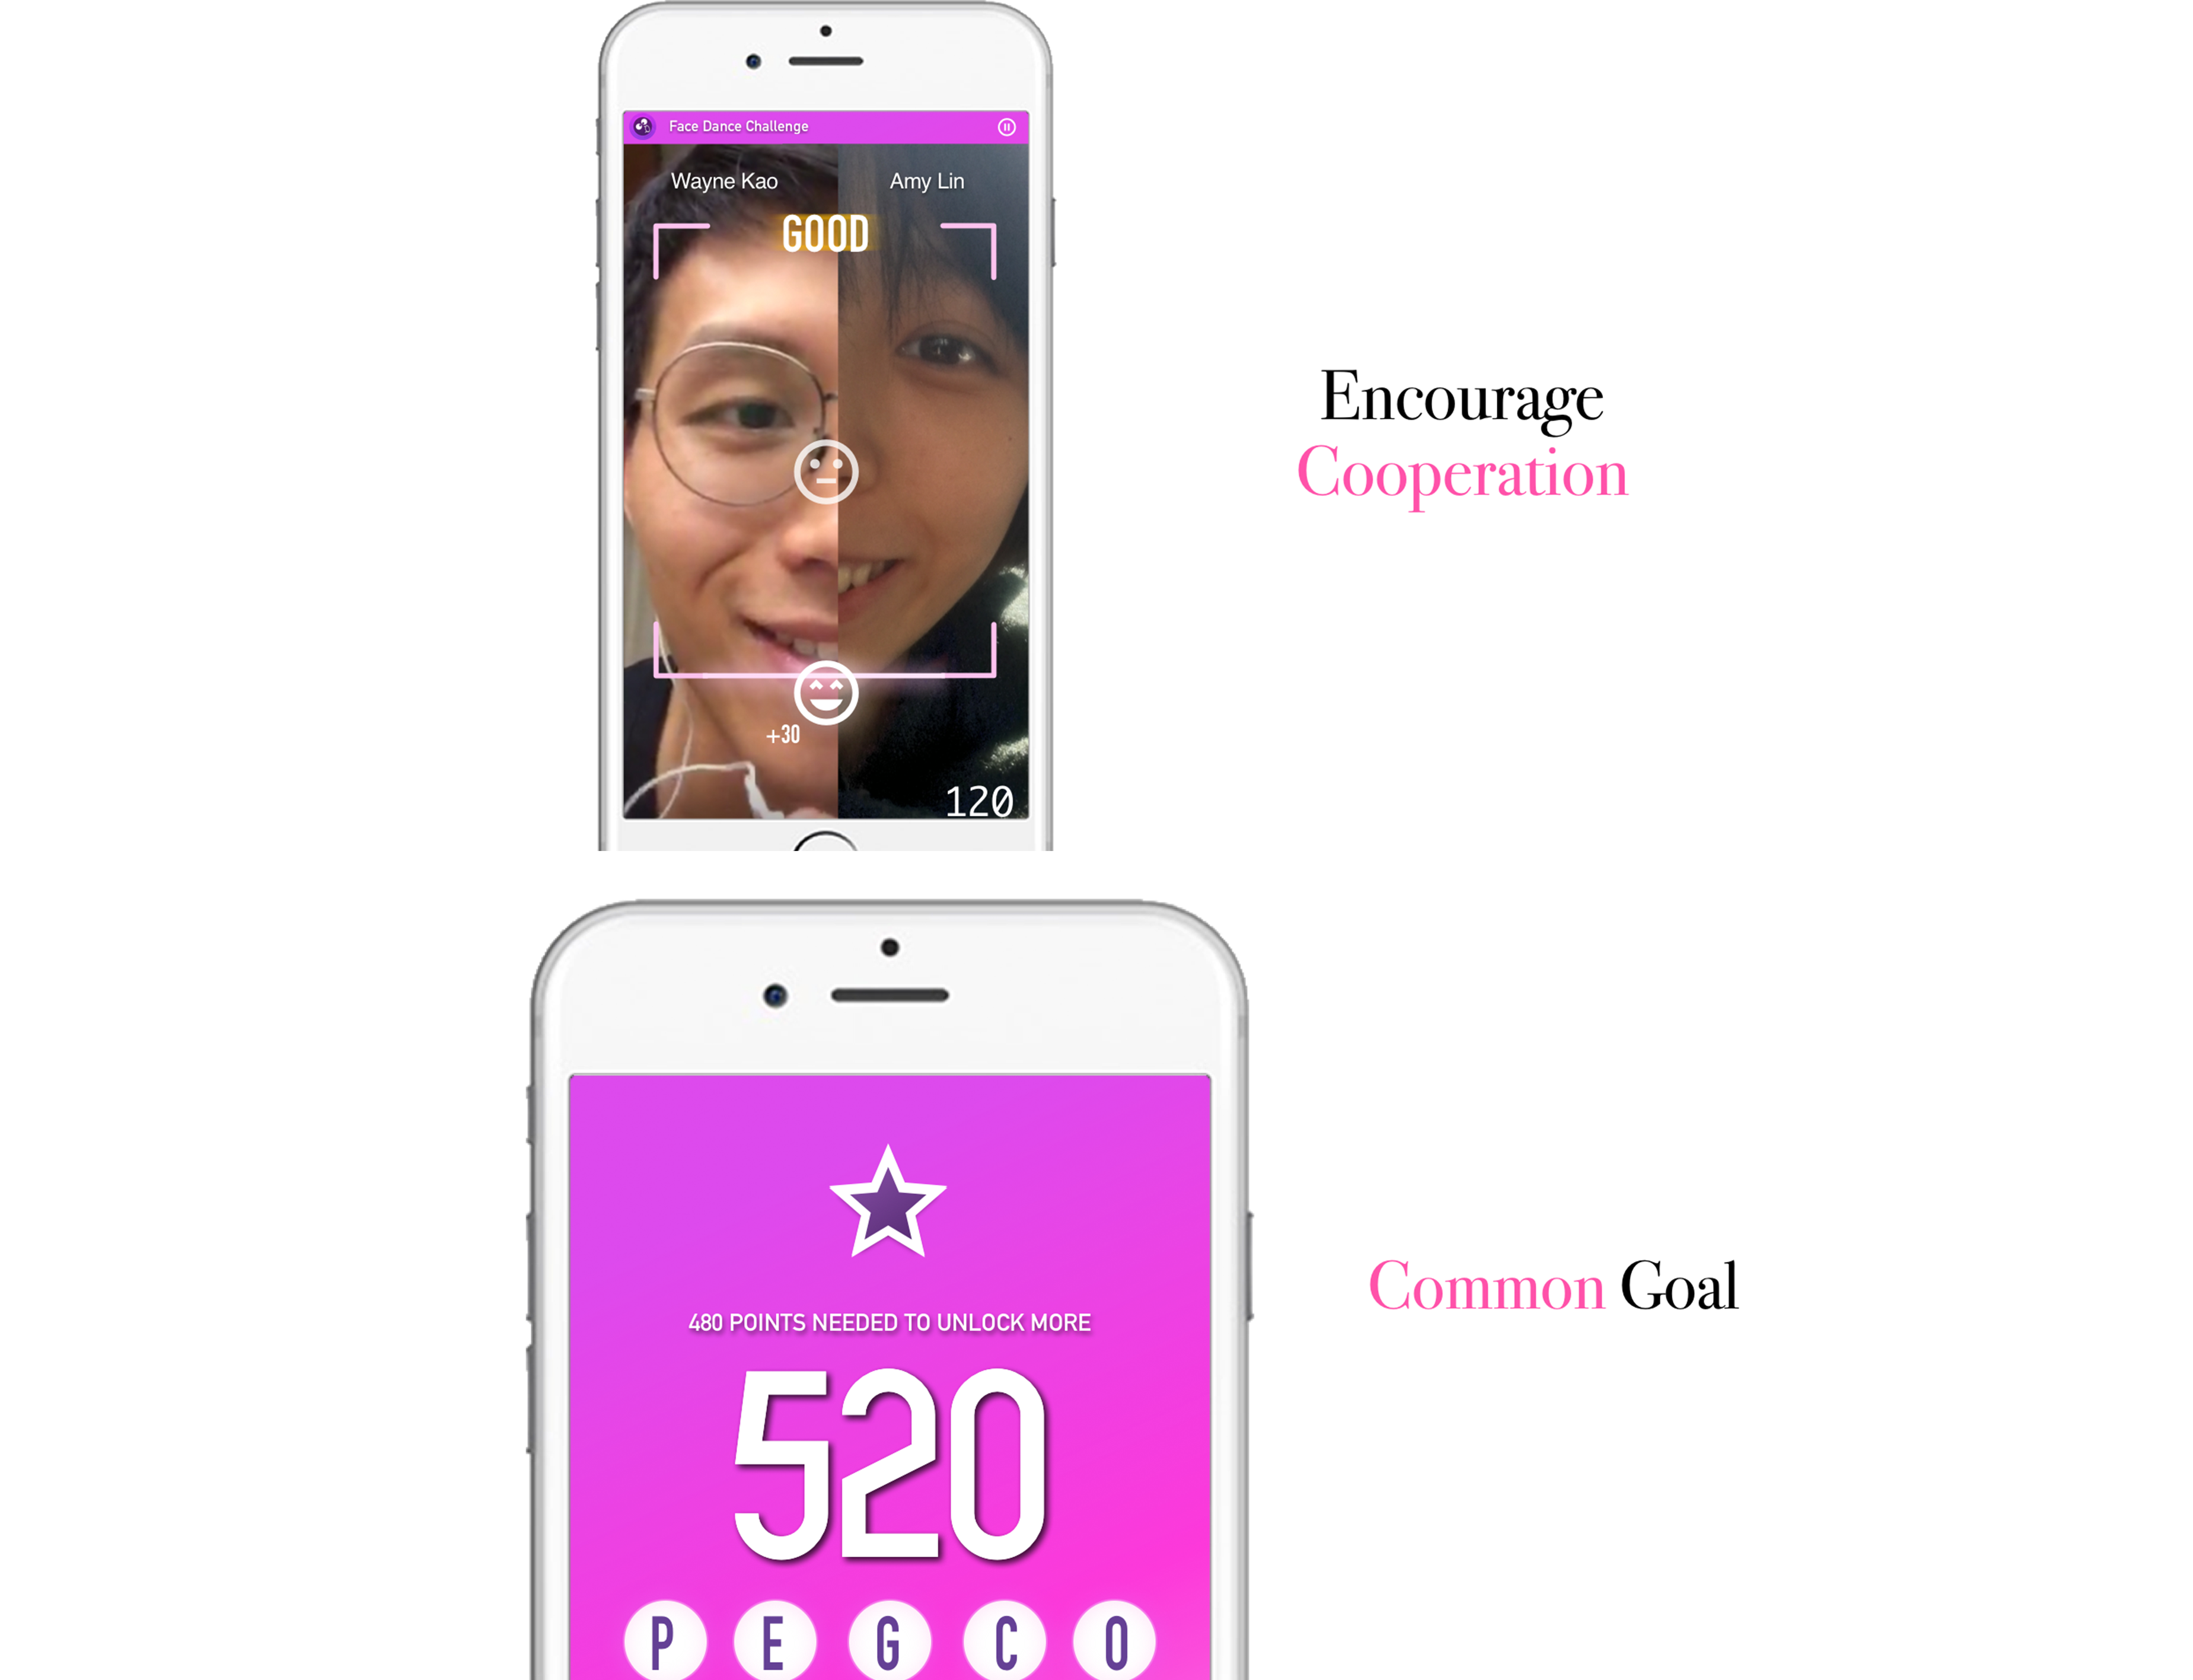 Face Dance Challenge
Wayne Kao Amy Lin
GOOD
Encourage
Cooperation
+30
120
480 POINTS NEEDED TO UNLOCK MORE
520
Common Goal
P E G C O